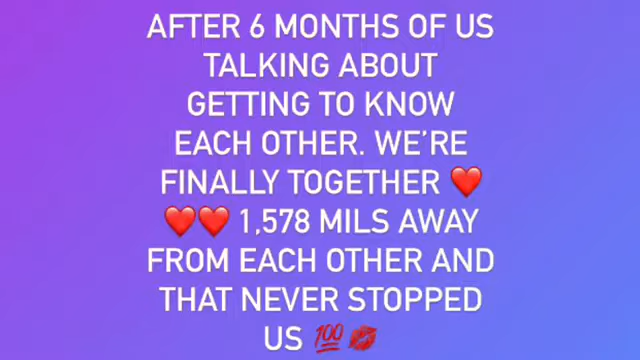 AFTER 6 MONTHS OF US
TALKING ABOUT
GETTING TO KNOW
EACH OTHER. WE’RE
FINALLY TOGETHER ❤️
❤️❤️ 1,578 MILS AWAY
FROM EACH OTHER AND
THAT NEVER STOPPED
US 💯💋